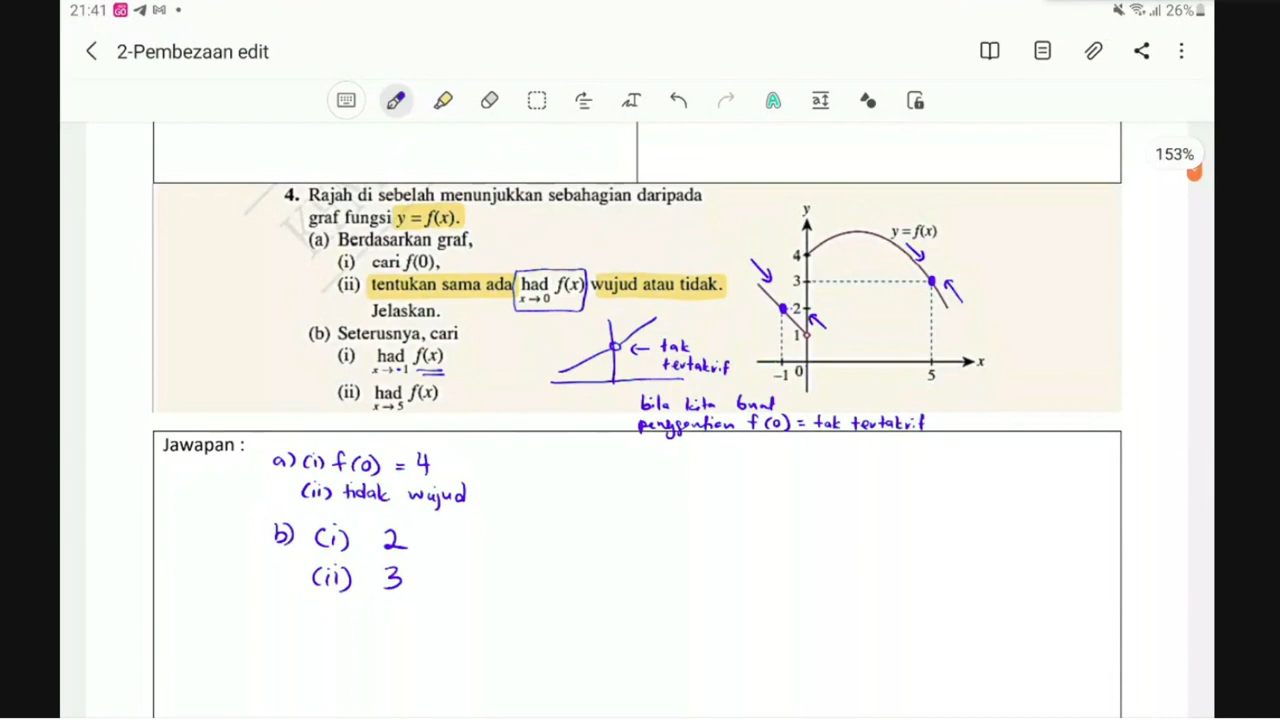 21:41 GO 26%
2-Pembezaan edit
153%
4. Rajah di sebelah menunjukkan sebahagian daripada
graf fungsi y = f(x).
(a) Berdasarkan graf,
(i) cari f(0),
(ii) tentukan sama ada had f(x) wujud atau tidak.
x→0
Jelaskan.
(b) Seterusnya, cari
(i) had f(x)
x→-1
(ii) had f(x)
x→5
y
y = f(x)
4
3
2
1
-1 0 5 x
← tak
tertakrif
bila kita buat
penggantian f(0) = tak tertakrif
Jawapan :
a) (i) f(0) = 4
(ii) tidak wujud
b) (i) 2
(ii) 3